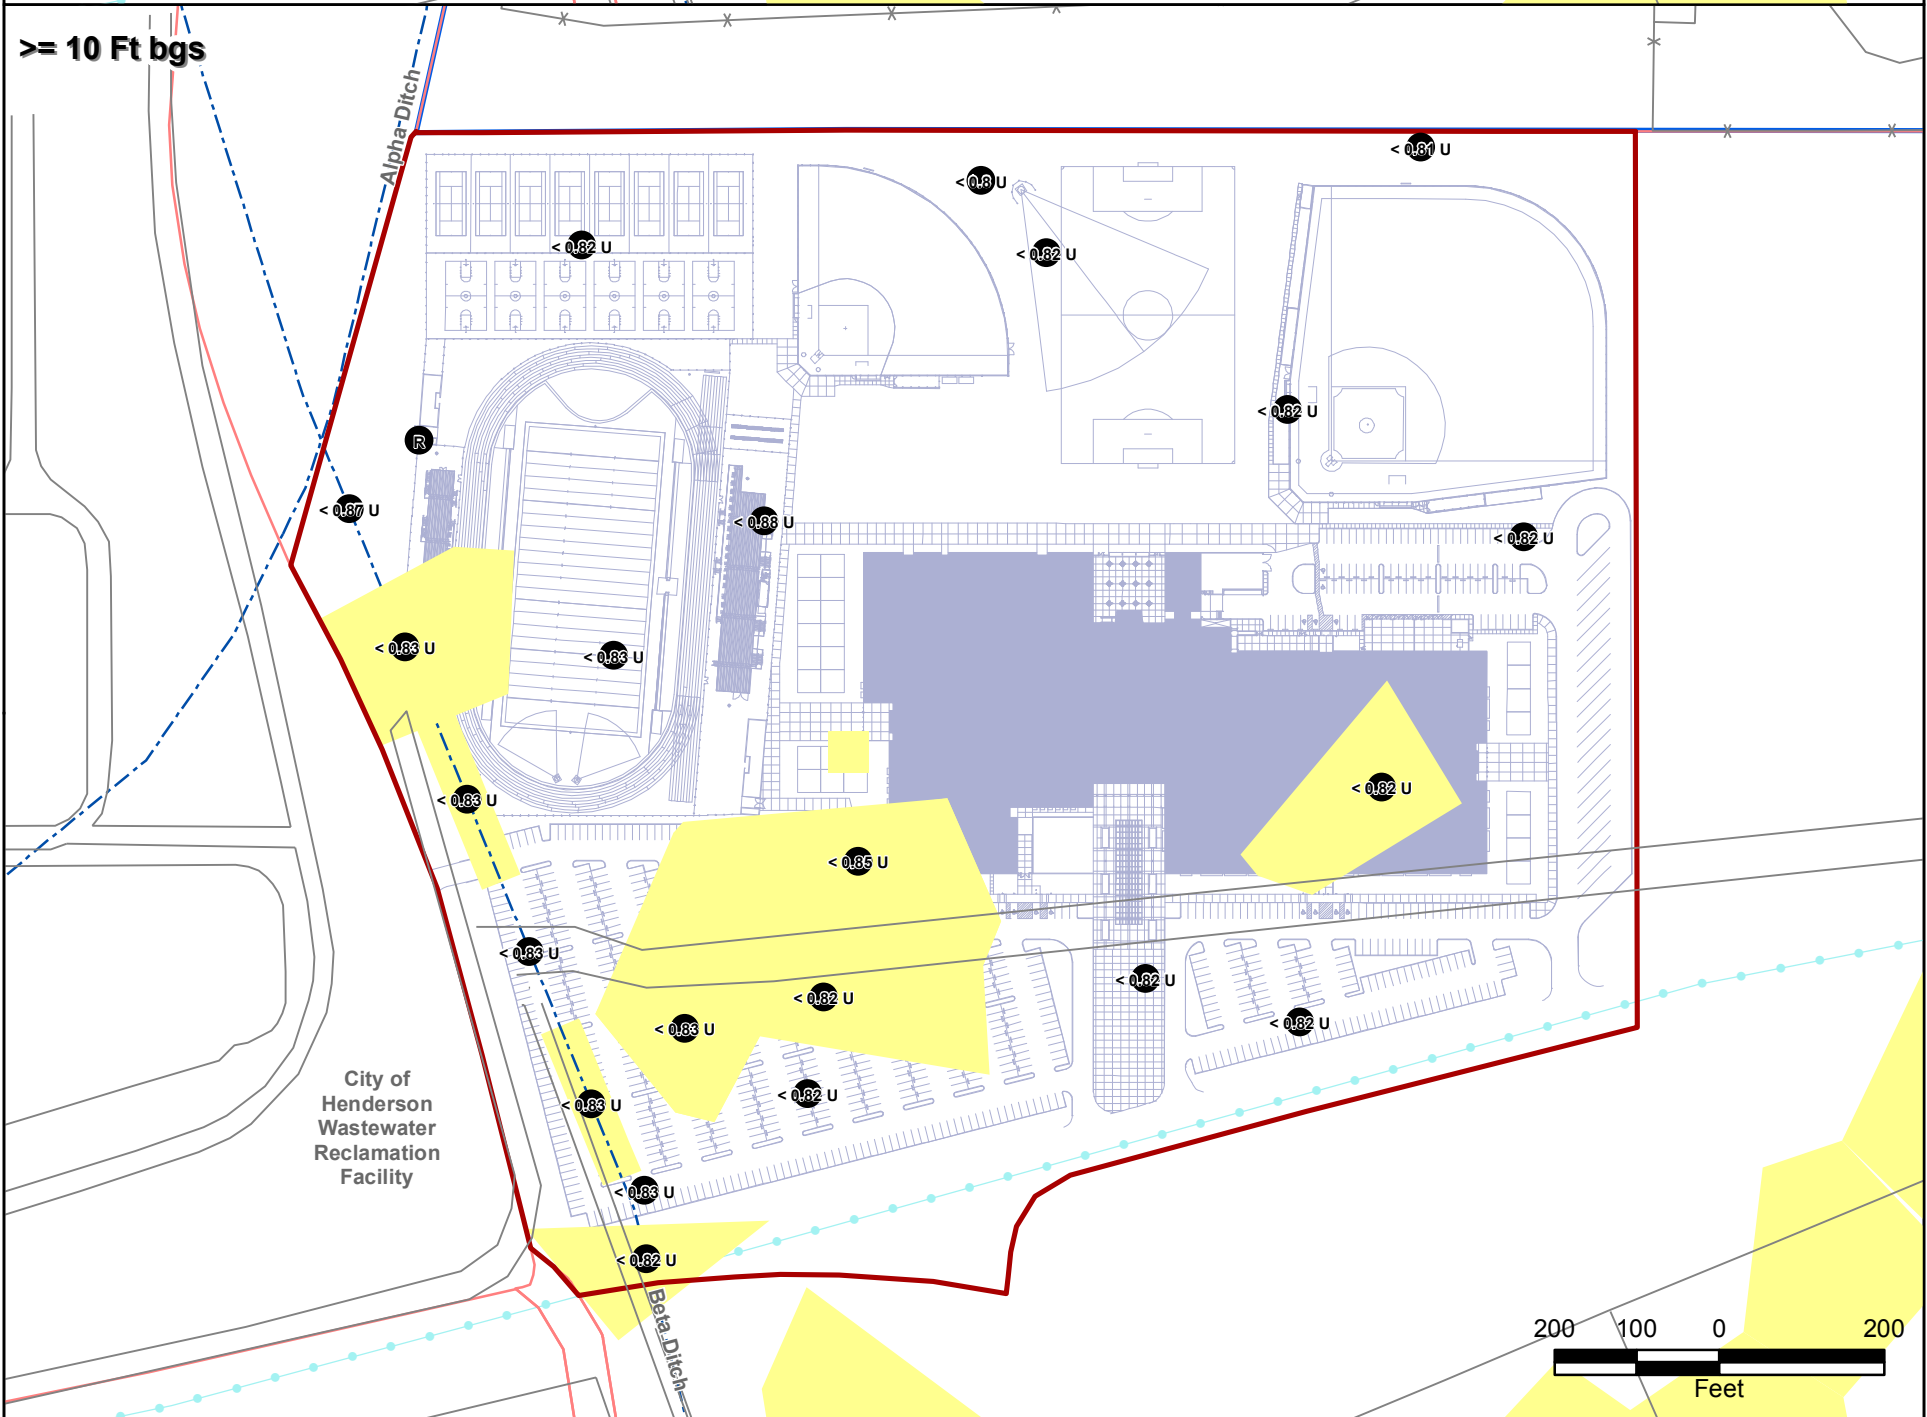 >= 10 Ft bgs
Alpha Ditch
< 0.81 U
< 0.8 U
< 0.82 U
< 0.82 U
< 0.82 U
R
< 0.87 U
< 0.88 U
< 0.82 U
< 0.83 U
< 0.83 U
< 0.82 U
< 0.83 U
< 0.85 U
< 0.83 U
< 0.82 U
< 0.82 U
< 0.83 U
< 0.82 U
< 0.82 U
< 0.83 U
City of
Henderson
Wastewater
Reclamation
Facility
< 0.83 U
< 0.82 U
Beta Ditch
200 100 0 200
Feet